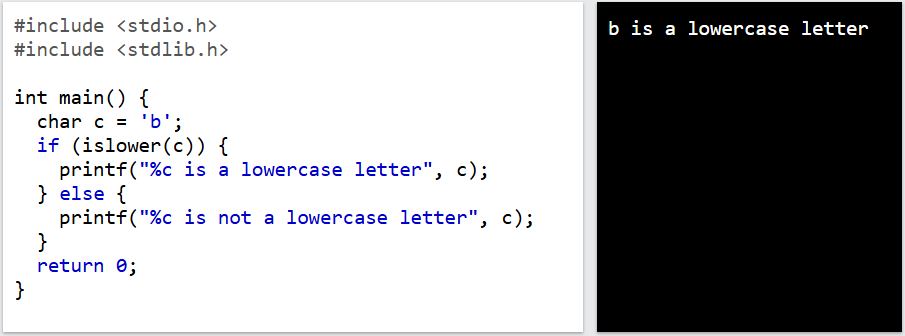 #include <stdio.h>
#include <stdlib.h>

int main() {
  char c = 'b';
  if (islower(c)) {
    printf("%c is a lowercase letter", c);
  } else {
    printf("%c is not a lowercase letter", c);
  }
  return 0;
}
b is a lowercase letter